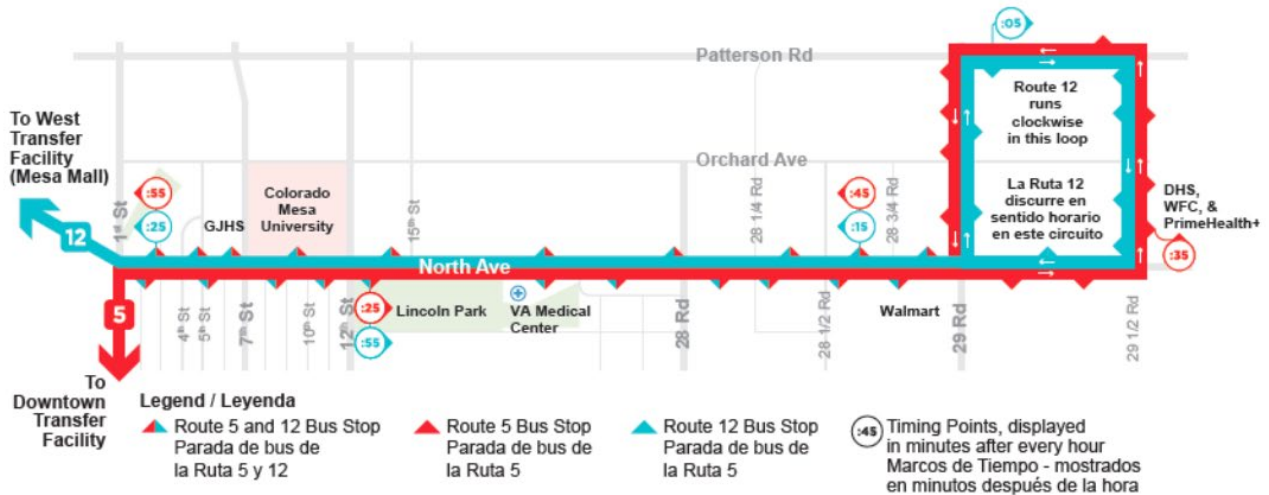 :05
Patterson Rd
To West
Transfer
Facility
(Mesa Mall)
12
Route 12
runs
clockwise
in this loop
La Ruta 12
discurre en
sentido horario
en este circuito
Orchard Ave
:55
:25
1st St
GJHS
Colorado
Mesa
University
15th St
28 1/4 Rd
:45
:15
28 3/4 Rd
DHS,
WFC, &
PrimeHealth+
:35
North Ave
5
4th St
5th St
7th St
10th St
12th St
:25
:55
Lincoln Park
VA Medical
Center
28 Rd
28 1/2 Rd
Walmart
29 Rd
29 1/2 Rd
To
Downtown
Transfer
Facility
Legend / Leyenda
Route 5 and 12 Bus Stop
Parada de bus de
la Ruta 5 y 12
Route 5 Bus Stop
Parada de bus de
la Ruta 5
Route 12 Bus Stop
Parada de bus de
la Ruta 5
:45
Timing Points, displayed
in minutes after every hour
Marcos de Tiempo - mostrados
en minutos después de la hora